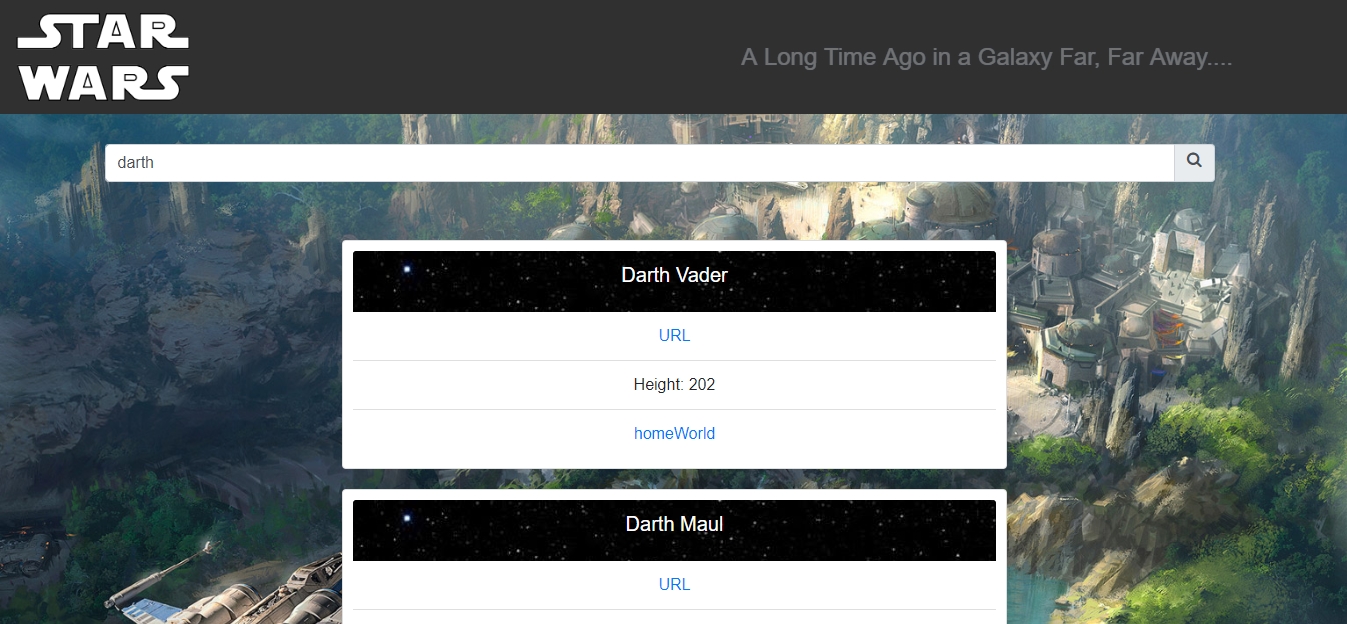 STAR
WARS
A Long Time Ago in a Galaxy Far, Far Away....
darth
Darth Vader
URL
Height: 202
homeWorld
Darth Maul
URL